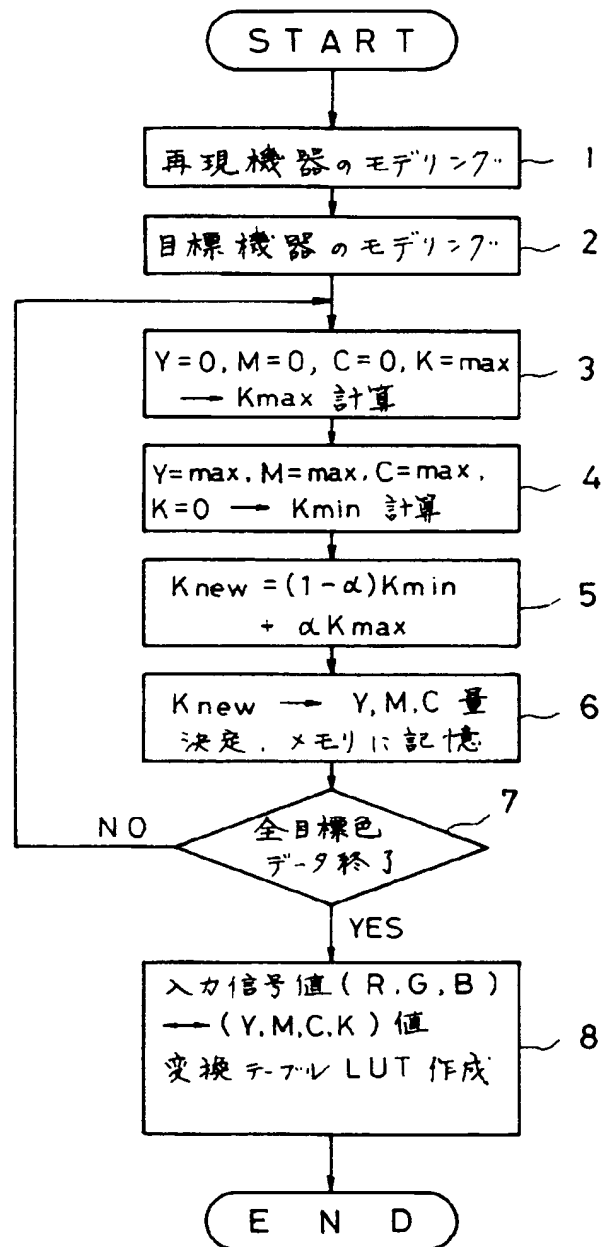 START
再現機器のモデリング
1
目標機器のモデリング
2
Y=0, M=0, C=0, K=max
→ Kmax 計算
3
Y=max, M=max, C=max,
K=0 → Kmin 計算
4
Knew =(1-α)Kmin
+ αKmax
5
Knew → Y,M,C 量
決定, メモリに記憶
6
7
全目標色
データ終了
NO
YES
入力信号値(R,G,B)
↔(Y,M,C,K)値
変換テーブルLUT作成
8
END